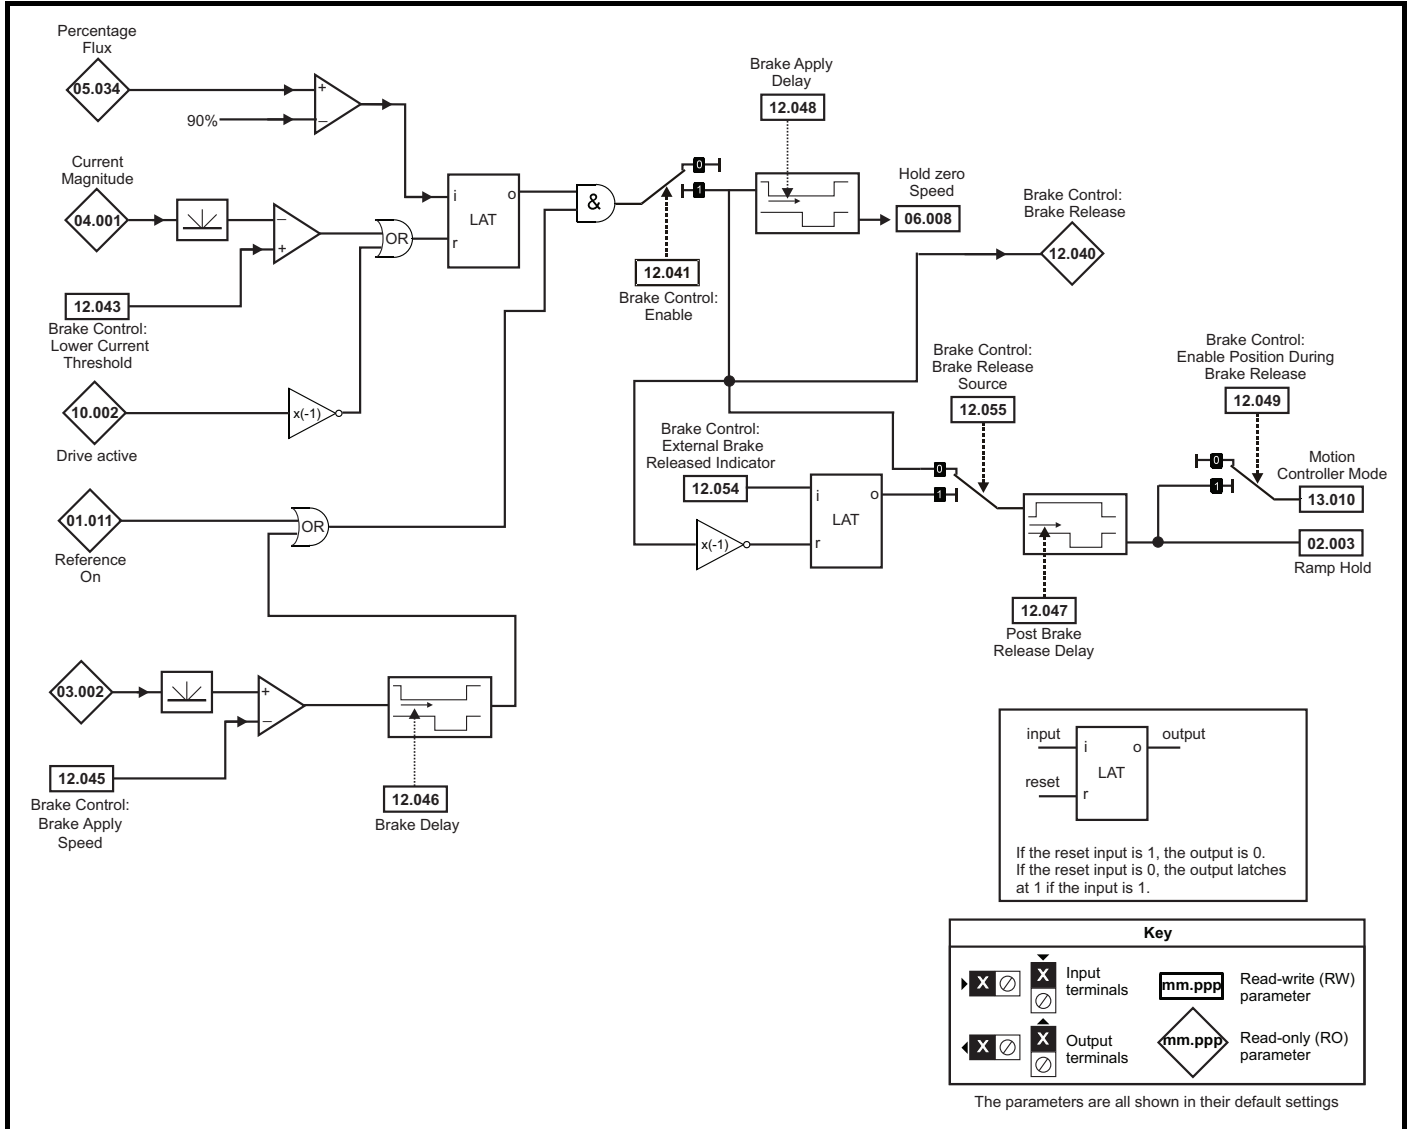 Percentage
Flux
05.034
+
90%
–
Current
Magnitude
04.001
–
+
OR
i
o
LAT
r
&
0
1
12.043
Brake Control:
Lower Current
Threshold
12.041
Brake Control:
Enable
Brake Apply
Delay
12.048
Hold zero
Speed
06.008
Brake Control:
Brake Release
12.040
10.002
x(-1)
Drive active
01.011
OR
Reference
On
Brake Control:
External Brake
Released Indicator
12.054
i
o
LAT
r
x(-1)
Brake Control:
Brake Release
Source
12.055
0
1
Brake Control:
Enable Position During
Brake Release
12.049
0
1
Motion
Controller Mode
13.010
02.003
Ramp Hold
12.047
Post Brake
Release Delay
03.002
+
–
12.045
Brake Control:
Brake Apply
Speed
12.046
Brake Delay
input
i
o
output
LAT
reset
r
If the reset input is 1, the output is 0.
If the reset input is 0, the output latches
at 1 if the input is 1.
Key
X
X
Input
terminals
mm.ppp
Read-write (RW)
parameter
X
X
Output
terminals
mm.ppp
Read-only (RO)
parameter
The parameters are all shown in their default settings